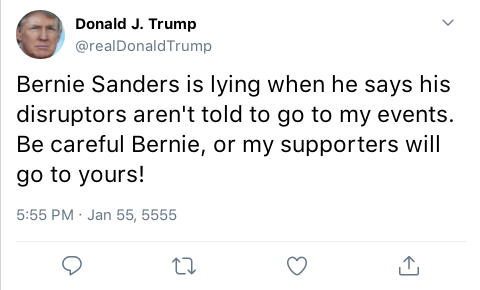 Donald J. Trump
@realDonaldTrump
Bernie Sanders is lying when he says his
disruptors aren't told to go to my events.
Be careful Bernie, or my supporters will
go to yours!
5:55 PM · Jan 55, 5555